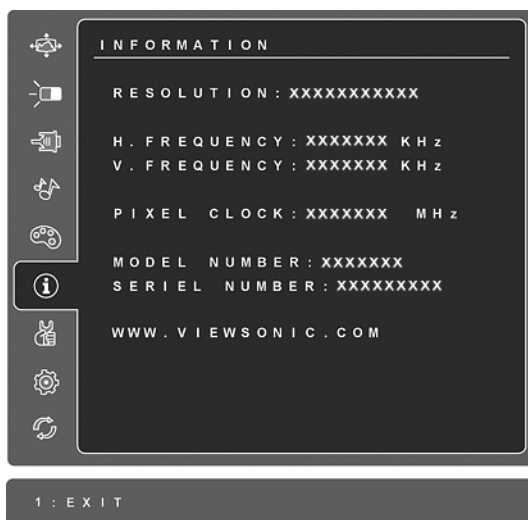 INFORMATION
RESOLUTION: XXXXXXXXXXX
H. FREQUENCY: XXXXXXX KHz
V. FREQUENCY: XXXXXXX KHz
PIXEL CLOCK: XXXXXXX MHz
MODEL NUMBER: XXXXXXX
SERIEL NUMBER: XXXXXXXXX
WWW.VIEWSONIC.COM
1:EXIT